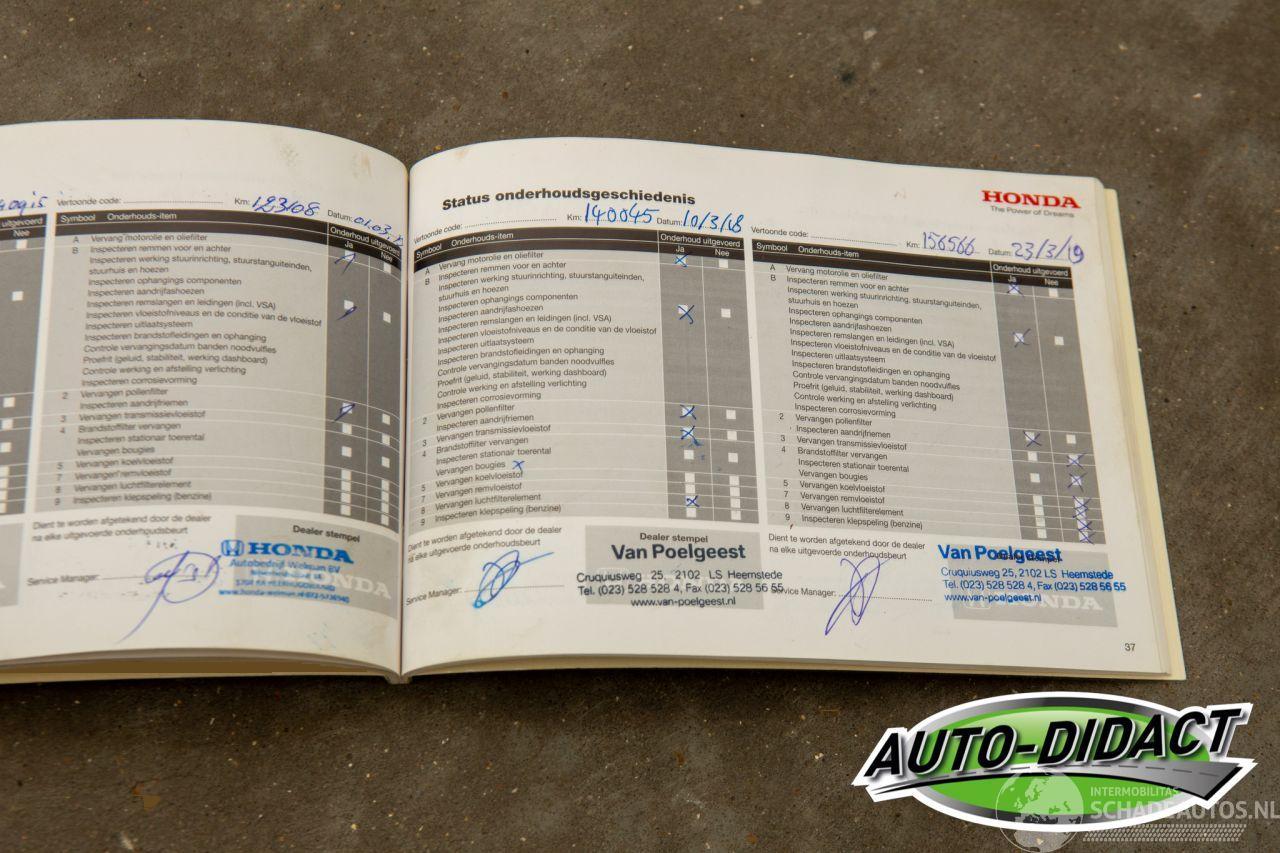 Vertoonde code: Km: 123108 Datum: 01.03.
uitgevoerd
Symbool Onderhouds-item Onderhoud uitgevoerd
Ja Nee
A Vervang motorolie en oliefilter
B Inspecteren remmen voor en achter
Inspecteren werking stuurinrichting, stuurstanguiteinden,
stuurhuis en hoezen
Inspecteren ophangings componenten
Inspecteren aandrijfashoezen
Inspecteren remslangen en leidingen (incl. VSA)
Inspecteren vloeistofniveaus en de conditie van de vloeistof
Inspecteren uitlaatsysteem
Inspecteren brandstofleidingen en ophanging
Controle vervangingsdatum banden noodvulfles
Proefrit (geluid, stabiliteit, werking dashboard)
Controle werking en afstelling verlichting
Inspecteren corrosievorming
2 Vervangen pollenfilter
Inspecteren aandrijfriemen
3 Vervangen transmissievloeistof
4 Brandstoffilter vervangen
Inspecteren stationair toerental
Vervangen bougies
5 Vervangen koelvloeistof
7 Vervangen remvloeistof
8 Vervangen luchtfilterelement
9 Inspecteren klepspeling (benzine)
Dient te worden afgetekend door de dealer
na elke uitgevoerde onderhoudsbeurt
Dealer stempel
HONDA
Autobedrijf Welmun BV
www.honda-welmun.nl
Service Manager:
Status onderhoudsgeschiedenis
HONDA
The Power of Dreams
Vertoonde code: Km: 140045 Datum: 10/3/18
Symbool Onderhouds-item Onderhoud uitgevoerd
Ja Nee
A Vervang motorolie en oliefilter
B Inspecteren remmen voor en achter
Inspecteren werking stuurinrichting, stuurstanguiteinden,
stuurhuis en hoezen
Inspecteren ophangings componenten
Inspecteren aandrijfashoezen
Inspecteren remslangen en leidingen (incl. VSA)
Inspecteren vloeistofniveaus en de conditie van de vloeistof
Inspecteren uitlaatsysteem
Inspecteren brandstofleidingen en ophanging
Controle vervangingsdatum banden noodvulfles
Proefrit (geluid, stabiliteit, werking dashboard)
Controle werking en afstelling verlichting
Inspecteren corrosievorming
2 Vervangen pollenfilter
Inspecteren aandrijfriemen
3 Vervangen transmissievloeistof
4 Brandstoffilter vervangen
Inspecteren stationair toerental
Vervangen bougies
5 Vervangen koelvloeistof
7 Vervangen remvloeistof
8 Vervangen luchtfilterelement
9 Inspecteren klepspeling (benzine)
Dient te worden afgetekend door de dealer
na elke uitgevoerde onderhoudsbeurt
Dealer stempel
Van Poelgeest
Cruquiusweg 25, 2102 LS Heemstede
Tel. (023) 528 528 4, Fax (023) 528 56 55
www.van-poelgeest.nl
Service Manager:
Vertoonde code: Km: 156566 Datum: 23/3/19
Symbool Onderhouds-item Onderhoud uitgevoerd
Ja Nee
A Vervang motorolie en oliefilter
B Inspecteren remmen voor en achter
Inspecteren werking stuurinrichting, stuurstanguiteinden,
stuurhuis en hoezen
Inspecteren ophangings componenten
Inspecteren aandrijfashoezen
Inspecteren remslangen en leidingen (incl. VSA)
Inspecteren vloeistofniveaus en de conditie van de vloeistof
Inspecteren uitlaatsysteem
Inspecteren brandstofleidingen en ophanging
Controle vervangingsdatum banden noodvulfles
Proefrit (geluid, stabiliteit, werking dashboard)
Controle werking en afstelling verlichting
Inspecteren corrosievorming
2 Vervangen pollenfilter
Inspecteren aandrijfriemen
3 Vervangen transmissievloeistof
4 Brandstoffilter vervangen
Inspecteren stationair toerental
Vervangen bougies
5 Vervangen koelvloeistof
7 Vervangen remvloeistof
8 Vervangen luchtfilterelement
9 Inspecteren klepspeling (benzine)
Dient te worden afgetekend door de dealer
na elke uitgevoerde onderhoudsbeurt
Van Poelgeest
Cruquiusweg 25, 2102 LS Heemstede
Tel. (023) 528 528 4, Fax (023) 528 56 55
www.van-poelgeest.nl
HONDA
Service Manager:
37
AUTO-DIDACT
INTERMOBILITAS
SCHADEAUTOS.NL